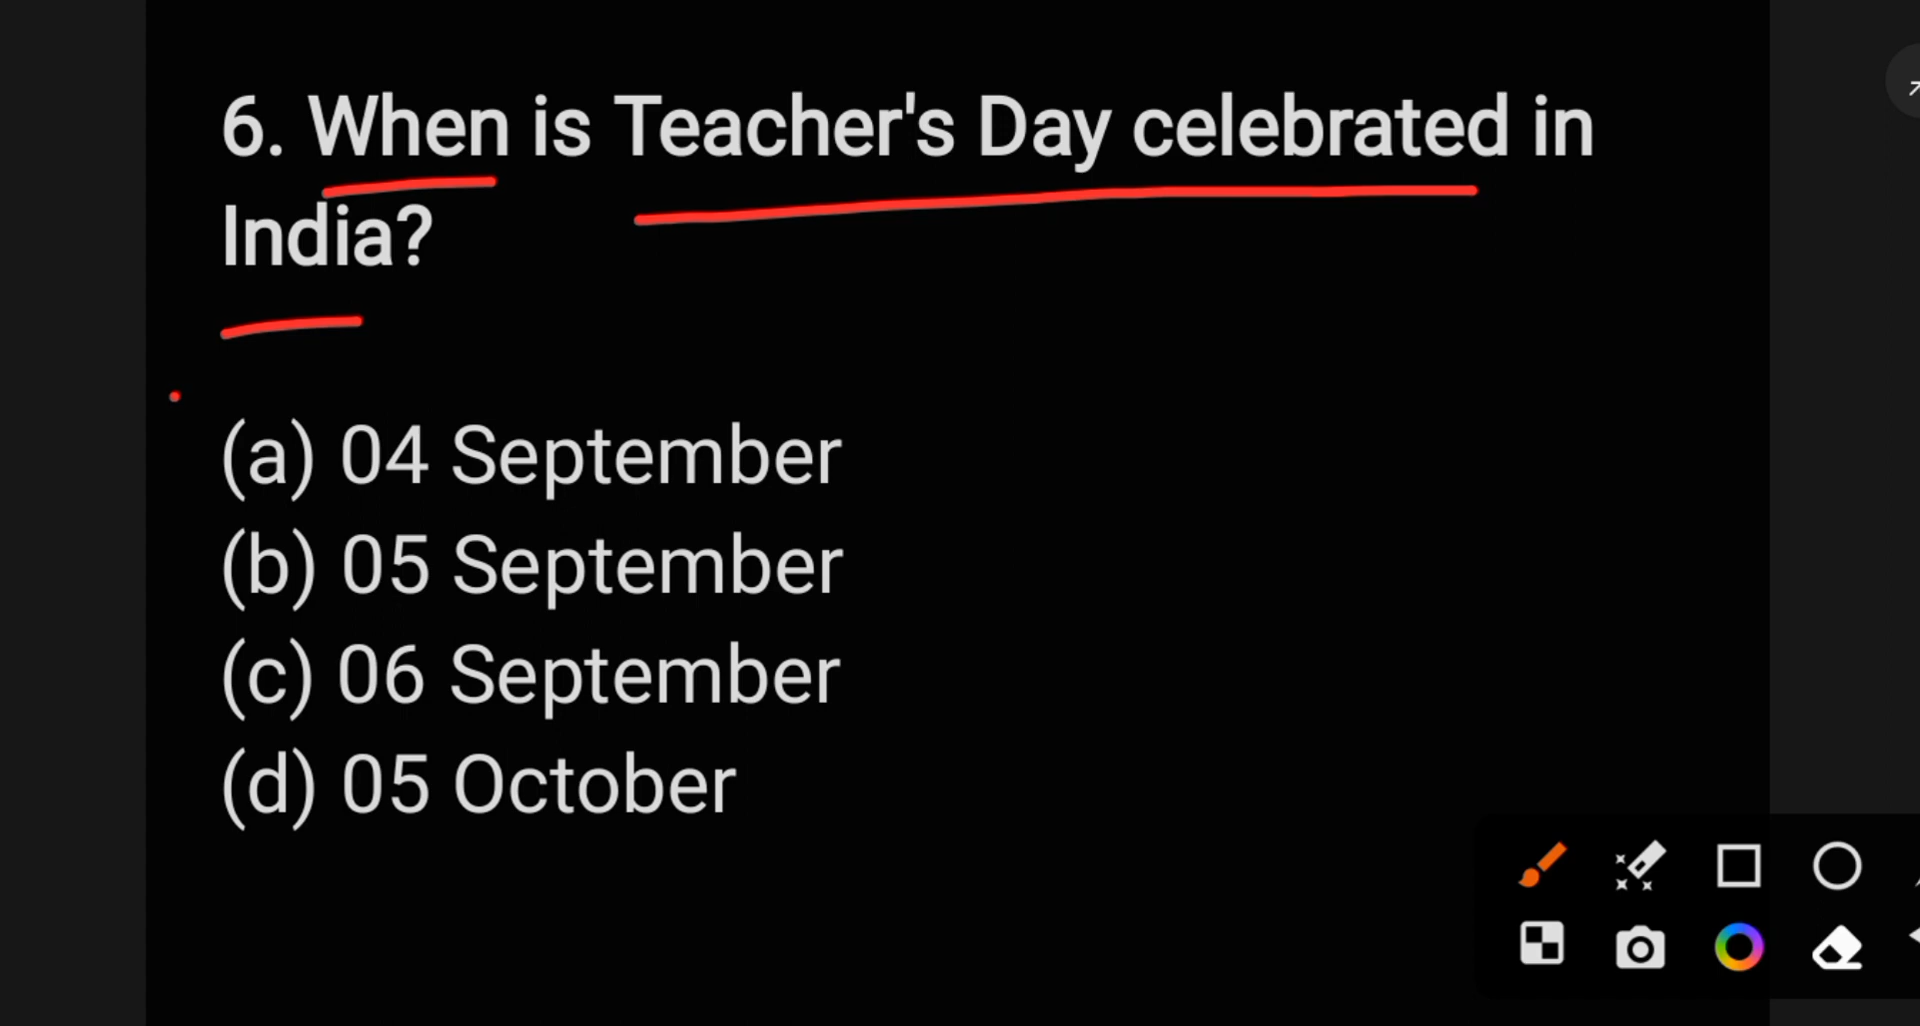 6. When is Teacher's Day celebrated in
India?
(a) 04 September
(b) 05 September
(c) 06 September
(d) 05 October